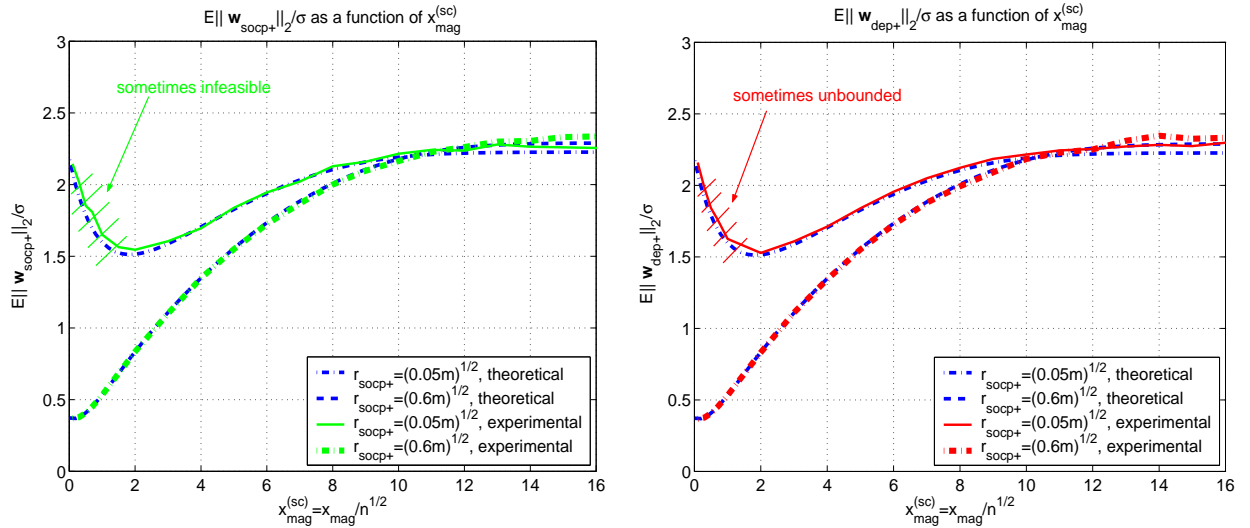 E|| w_socp+||_2/σ as a function of x_mag^(sc)
3
2.5
2
1.5
1
0.5
0
E|| w_socp+||_2/σ
sometimes infeasible
r_socp+=(0.05m)^1/2, theoretical
r_socp+=(0.6m)^1/2, theoretical
r_socp+=(0.05m)^1/2, experimental
r_socp+=(0.6m)^1/2, experimental
0 2 4 6 8 10 12 14 16
x_mag^(sc)=x_mag/n^1/2
E|| w_dep+||_2/σ as a function of x_mag^(sc)
3
2.5
2
1.5
1
0.5
0
E|| w_dep+||_2/σ
sometimes unbounded
r_socp+=(0.05m)^1/2, theoretical
r_socp+=(0.6m)^1/2, theoretical
r_socp+=(0.05m)^1/2, experimental
r_socp+=(0.6m)^1/2, experimental
0 2 4 6 8 10 12 14 16
x_mag^(sc)=x_mag/n^1/2